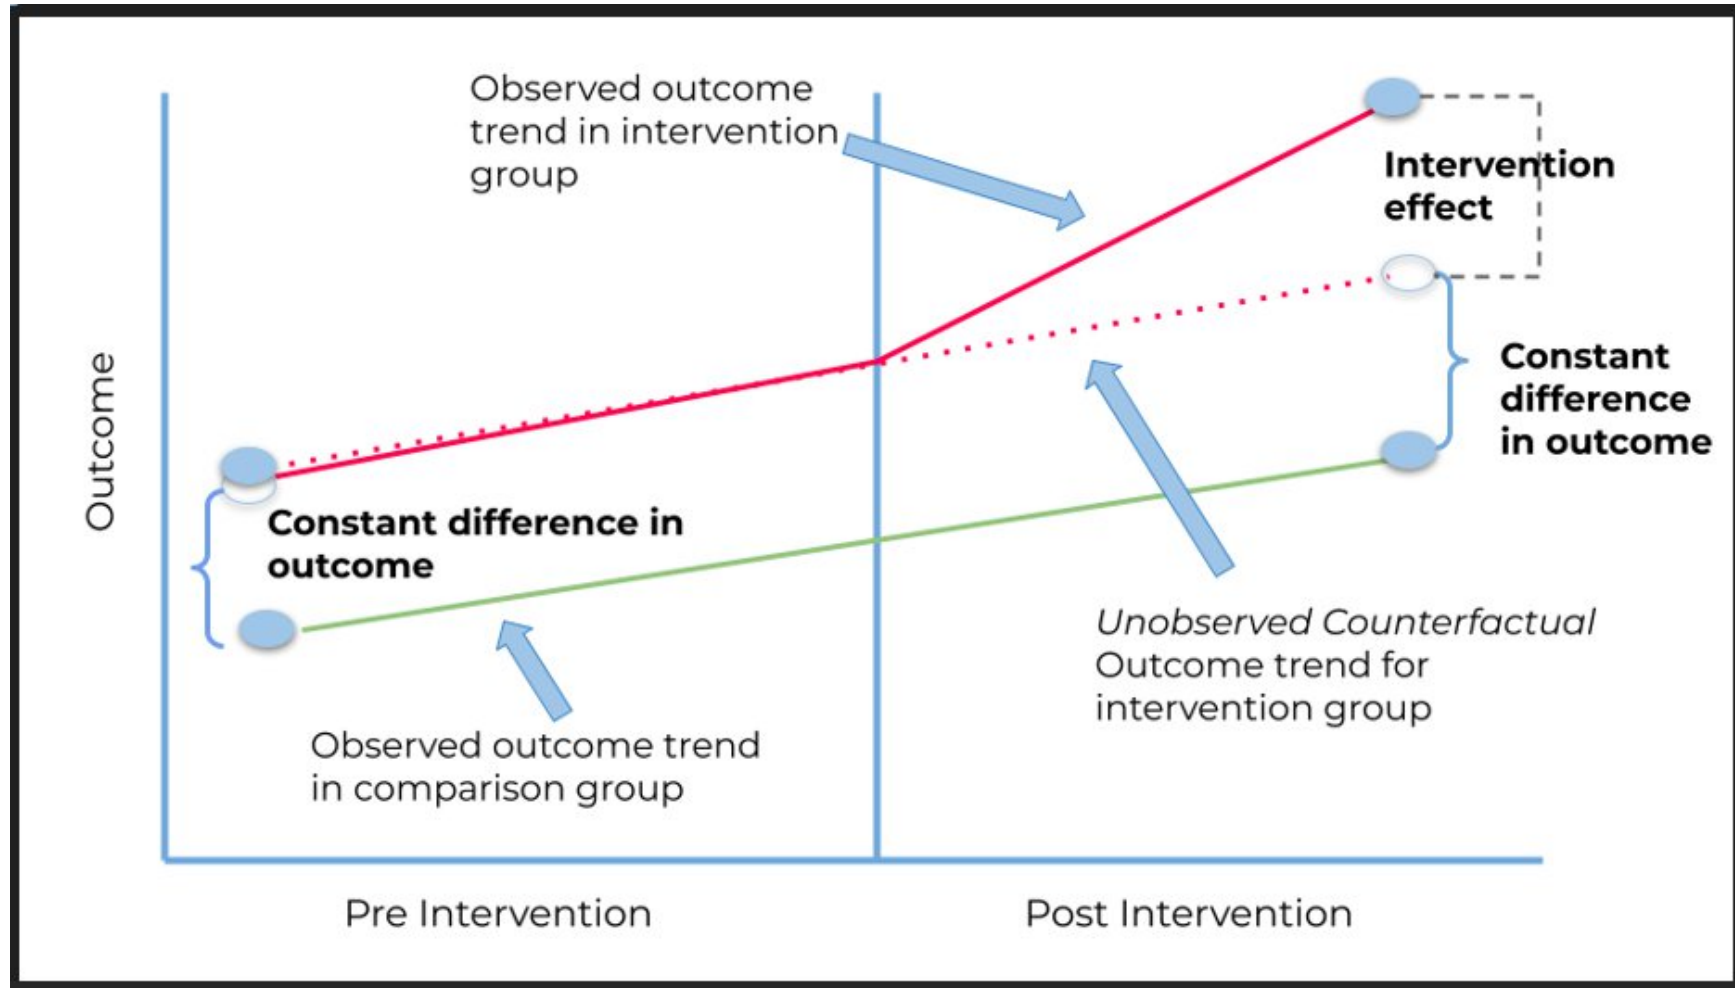 Observed outcome
trend in intervention
group
Intervention
effect
Outcome
Constant
difference
in outcome
Constant difference in
outcome
Unobserved Counterfactual
Outcome trend for
intervention group
Observed outcome trend
in comparison group
Pre Intervention
Post Intervention